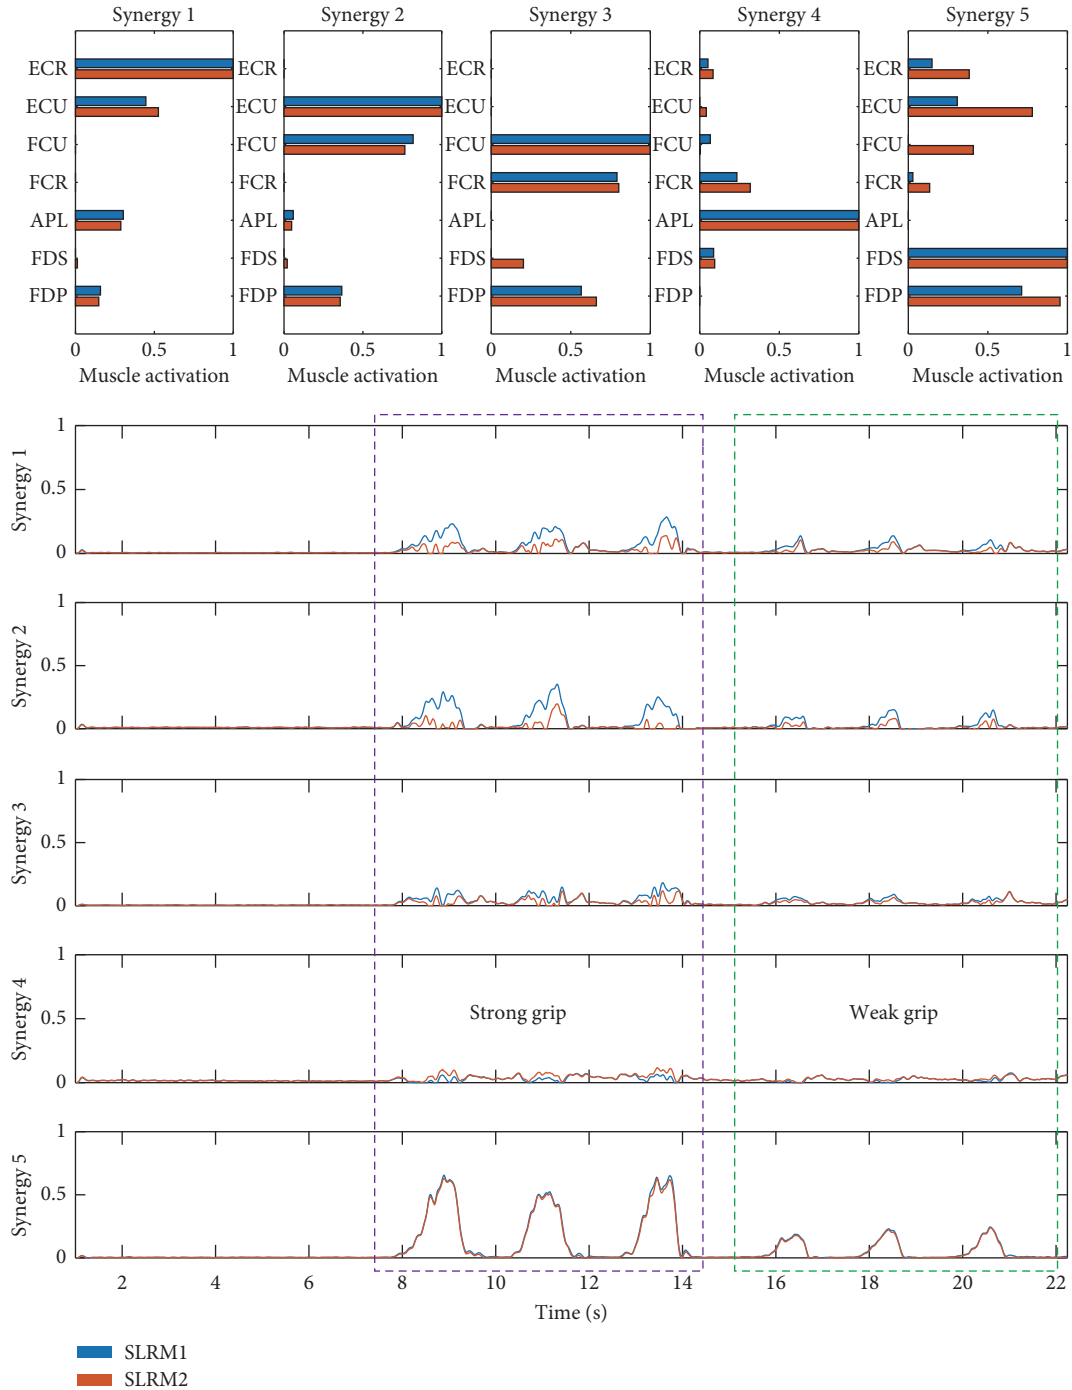 Synergy 1 Synergy 2 Synergy 3 Synergy 4 Synergy 5
ECR ECR ECR ECR ECR
ECU ECU ECU ECU ECU
FCU FCU FCU FCU FCU
FCR FCR FCR FCR FCR
APL APL APL APL APL
FDS FDS FDS FDS FDS
FDP FDP FDP FDP FDP
0 0.5 1 0 0.5 1 0 0.5 1 0 0.5 1 0 0.5 1
Muscle activation Muscle activation Muscle activation Muscle activation Muscle activation
1
0.5
0
Synergy 1
1
0.5
0
Synergy 2
1
0.5
0
Synergy 3
1
0.5
0
Synergy 4
Strong grip Weak grip
1
0.5
0
Synergy 5
2 4 6 8 10 12 14 16 18 20 22
Time (s)
SLRM1
SLRM2